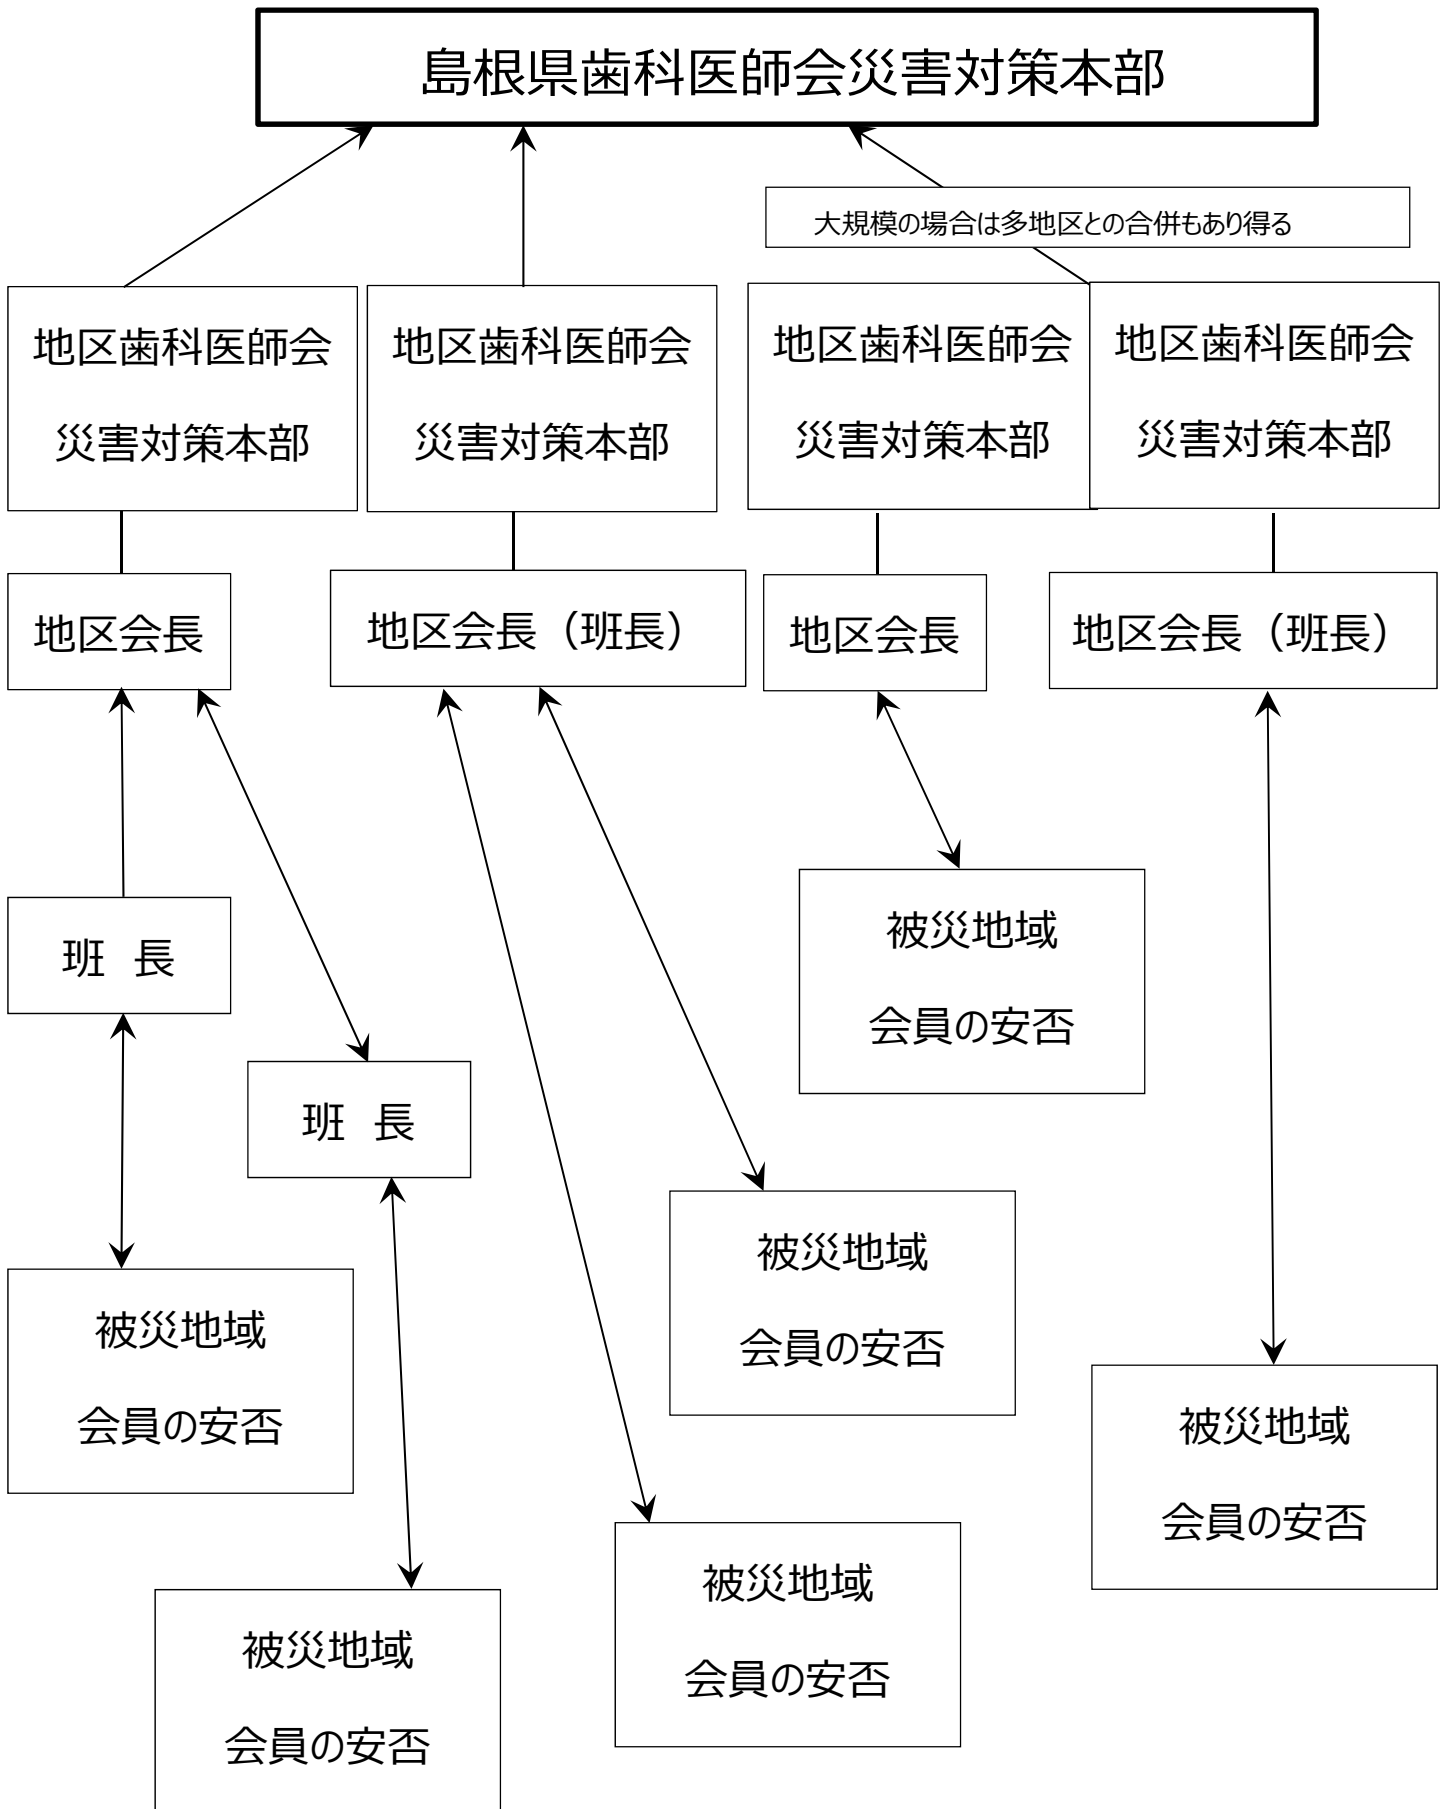 島根県歯科医師会災害対策本部
大規模の場合は多地区との合併もあり得る
地区歯科医師会
災害対策本部
地区歯科医師会
災害対策本部
地区歯科医師会
災害対策本部
地区歯科医師会
災害対策本部
地区会長
地区会長（班長）
地区会長
地区会長（班長）
被災地域
会員の安否
班　長
班　長
被災地域
会員の安否
被災地域
会員の安否
被災地域
会員の安否
被災地域
会員の安否
被災地域
会員の安否